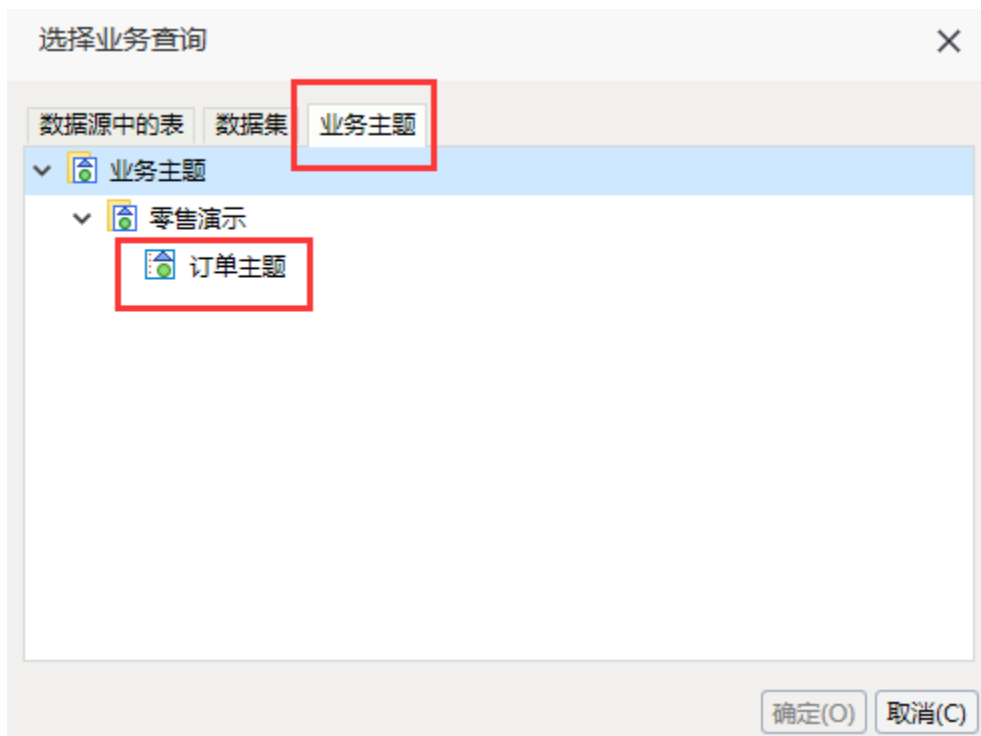 选择业务查询
数据源中的表 数据集 业务主题
业务主题
零售演示
订单主题
确定(O) 取消(C)